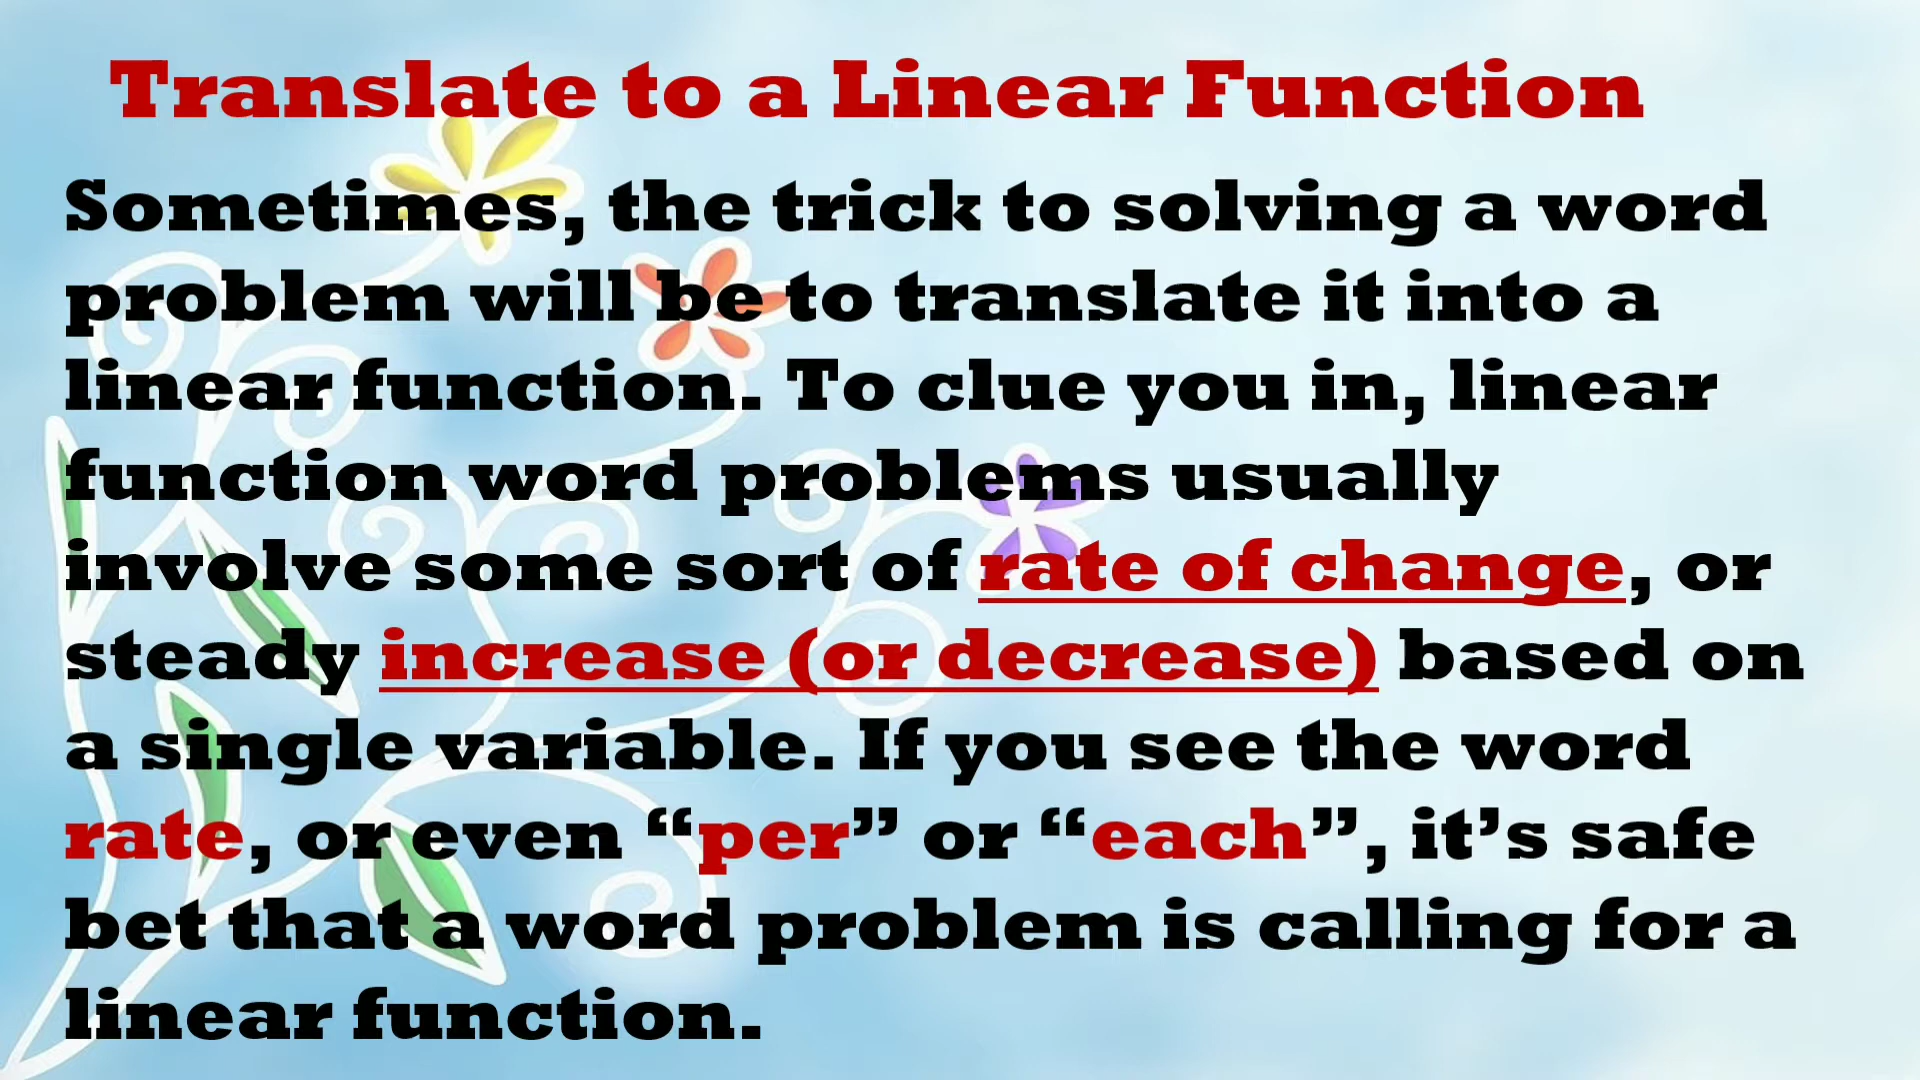 Translate to a Linear Function
Sometimes, the trick to solving a word
problem will be to translate it into a
linear function. To clue you in, linear
function word problems usually
involve some sort of rate of change, or
steady increase (or decrease) based on
a single variable. If you see the word
rate, or even “per” or “each”, it’s safe
bet that a word problem is calling for a
linear function.